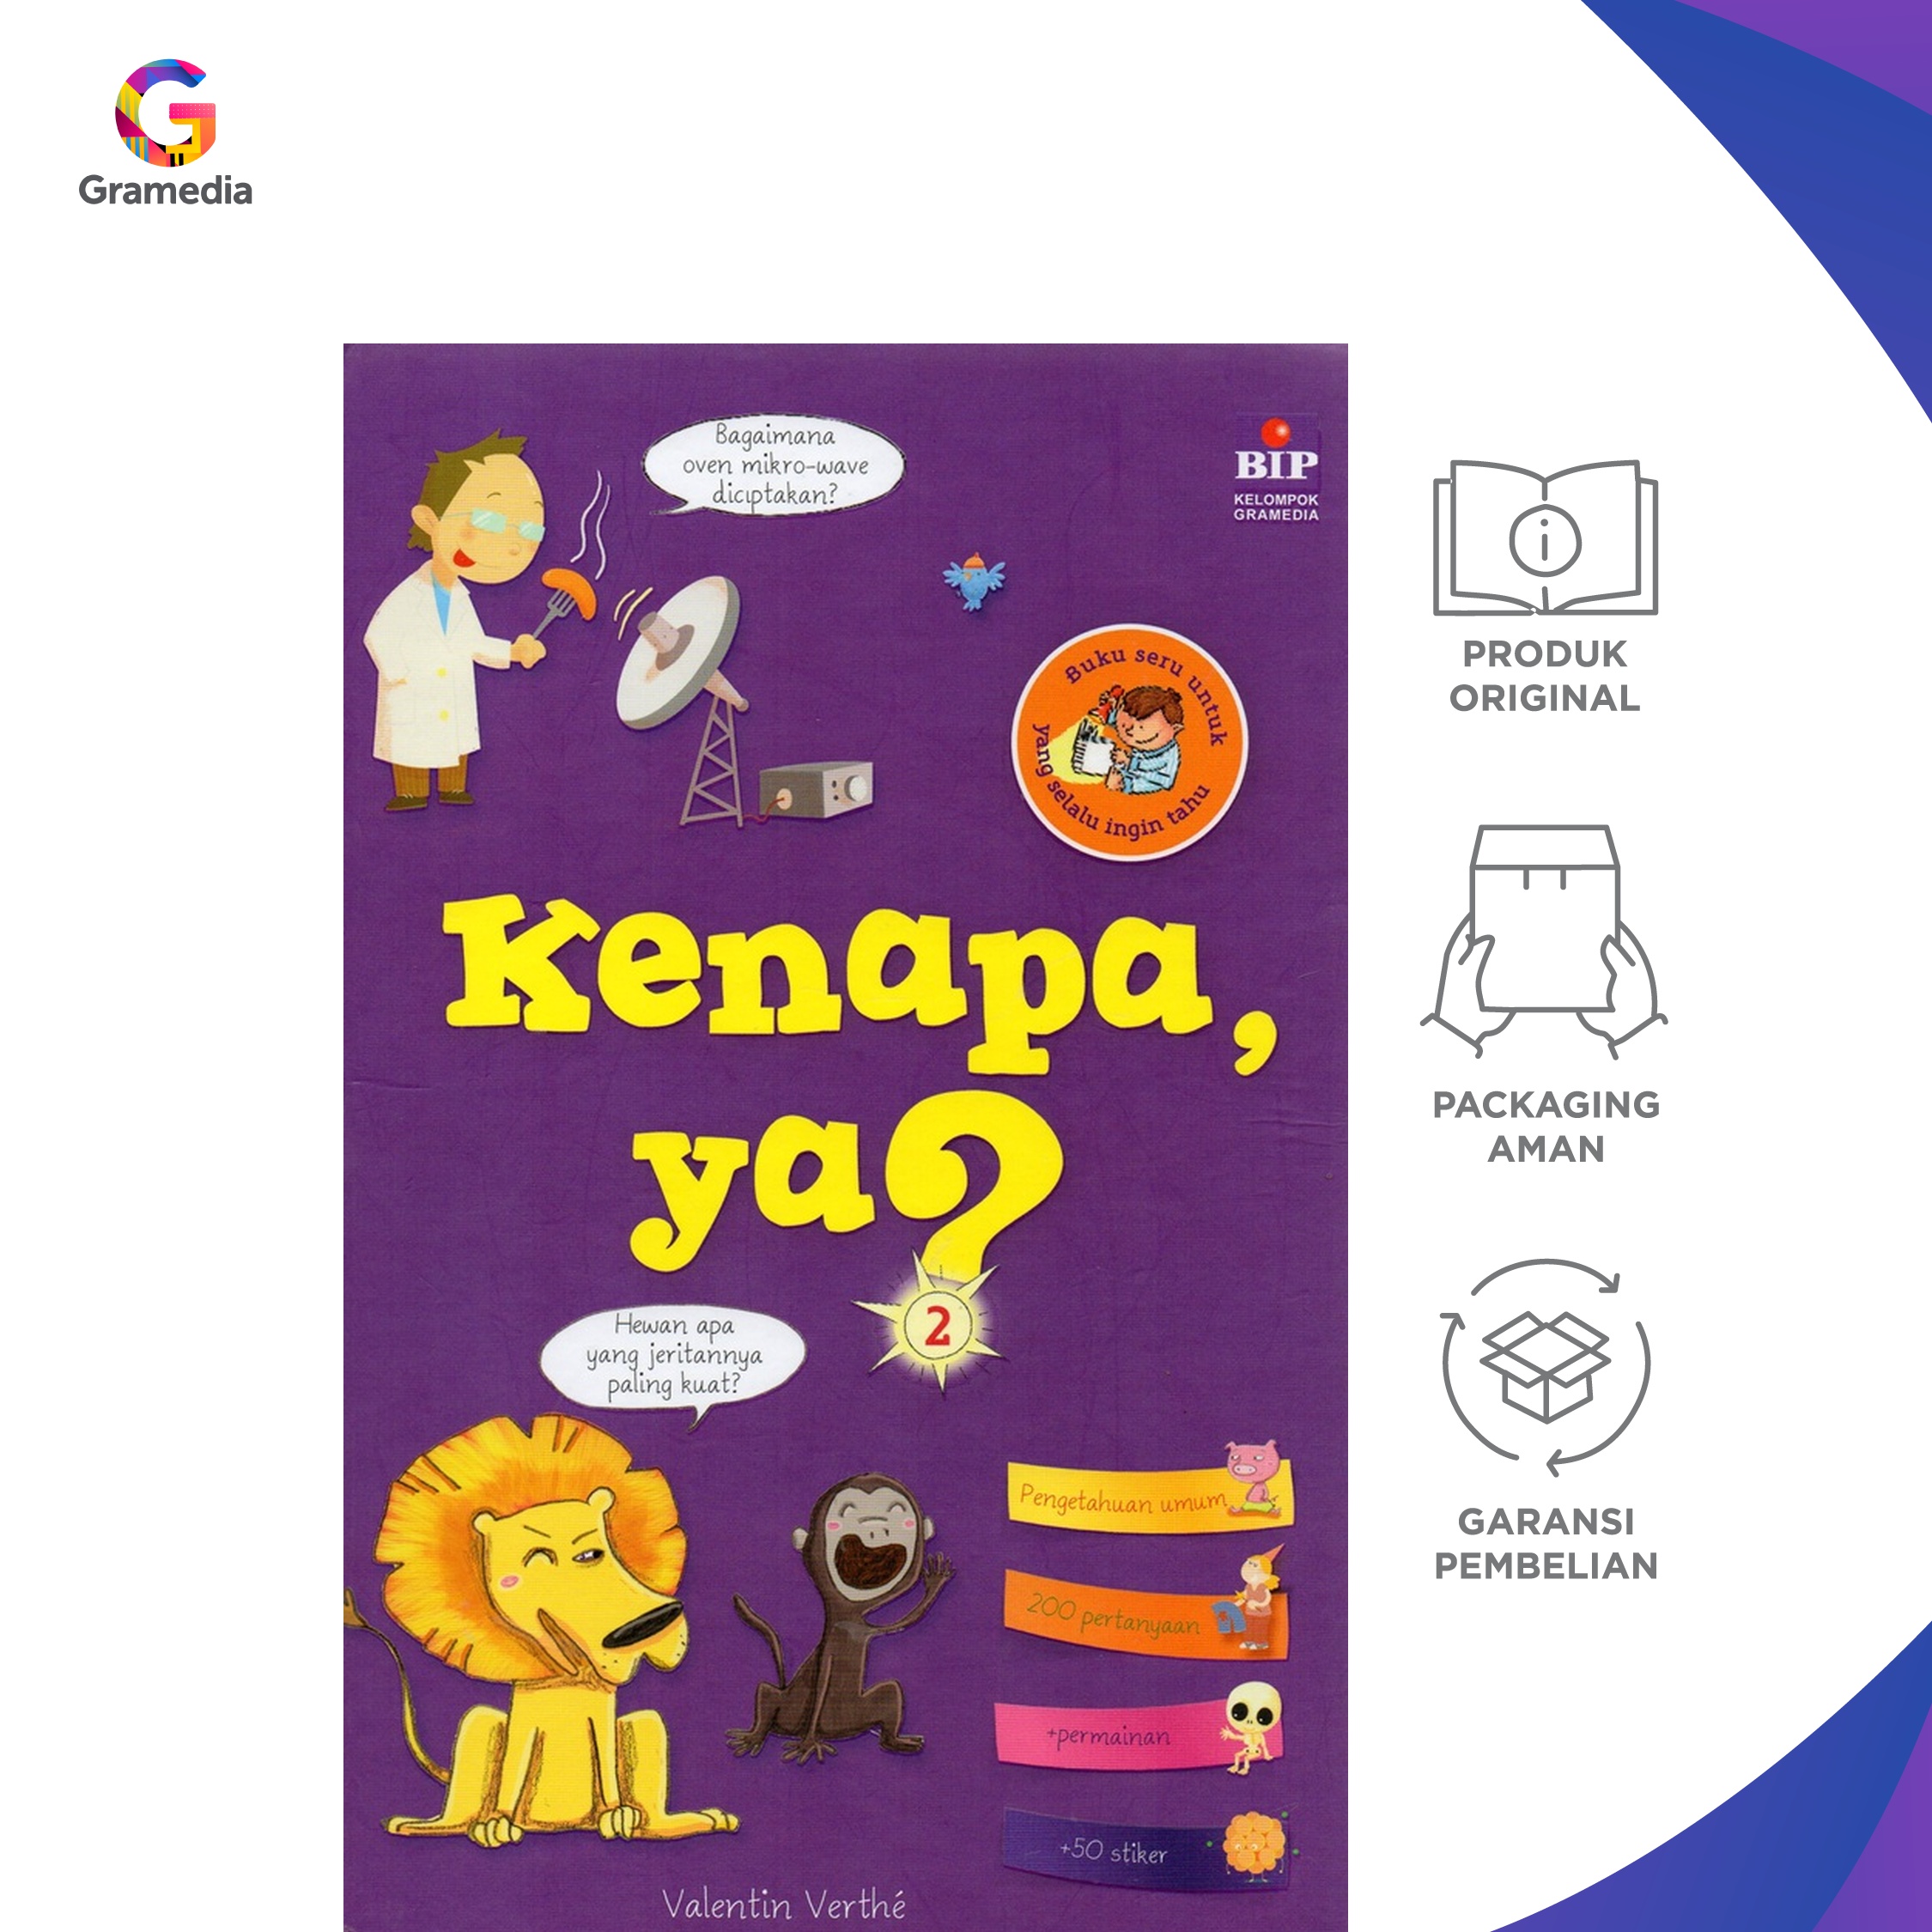 Gramedia
Bagaimana
oven mikro-wave
diciptakan?
BIP
KELOMPOK
GRAMEDIA
Buku seru untuk
yang selalu ingin tahu
Kenapa,
ya?
2
Hewan apa
yang jeritannya
paling kuat?
Pengetahuan umum
200 pertanyaan
+permainan
+50 stiker
Valentin Verthé
PRODUK
ORIGINAL
PACKAGING
AMAN
GARANSI
PEMBELIAN